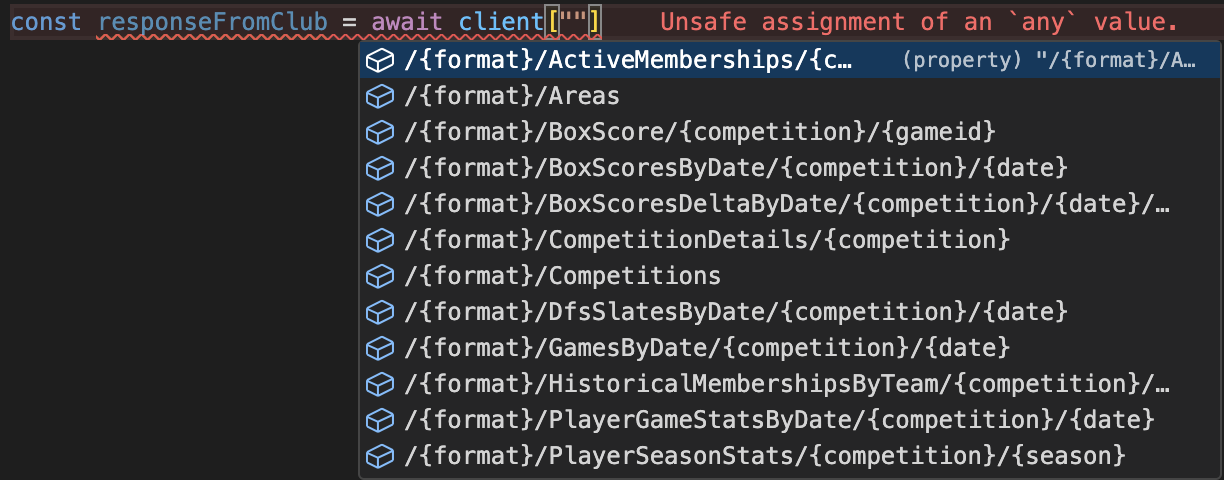 const responseFromClub = await client[""] Unsafe assignment of an `any` value.
/{format}/ActiveMemberships/{c… (property) "/{format}/A…
/{format}/Areas
/{format}/BoxScore/{competition}/{gameid}
/{format}/BoxScoresByDate/{competition}/{date}
/{format}/BoxScoresDeltaByDate/{competition}/{date}/…
/{format}/CompetitionDetails/{competition}
/{format}/Competitions
/{format}/DfsSlatesByDate/{competition}/{date}
/{format}/GamesByDate/{competition}/{date}
/{format}/HistoricalMembershipsByTeam/{competition}/…
/{format}/PlayerGameStatsByDate/{competition}/{date}
/{format}/PlayerSeasonStats/{competition}/{season}